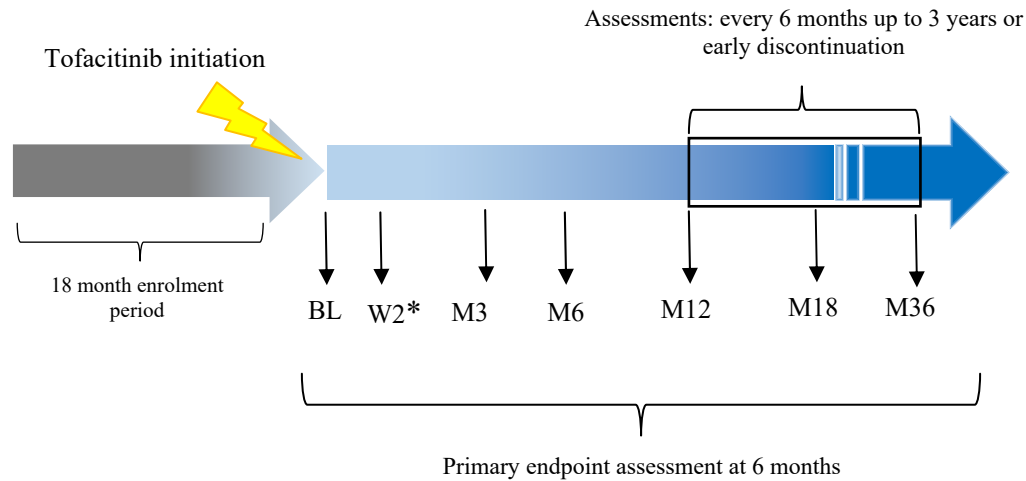 Assessments: every 6 months up to 3 years or
early discontinuation
Tofacitinib initiation
18 month enrolment
period
BL
W2*
M3
M6
M12
M18
M36
Primary endpoint assessment at 6 months